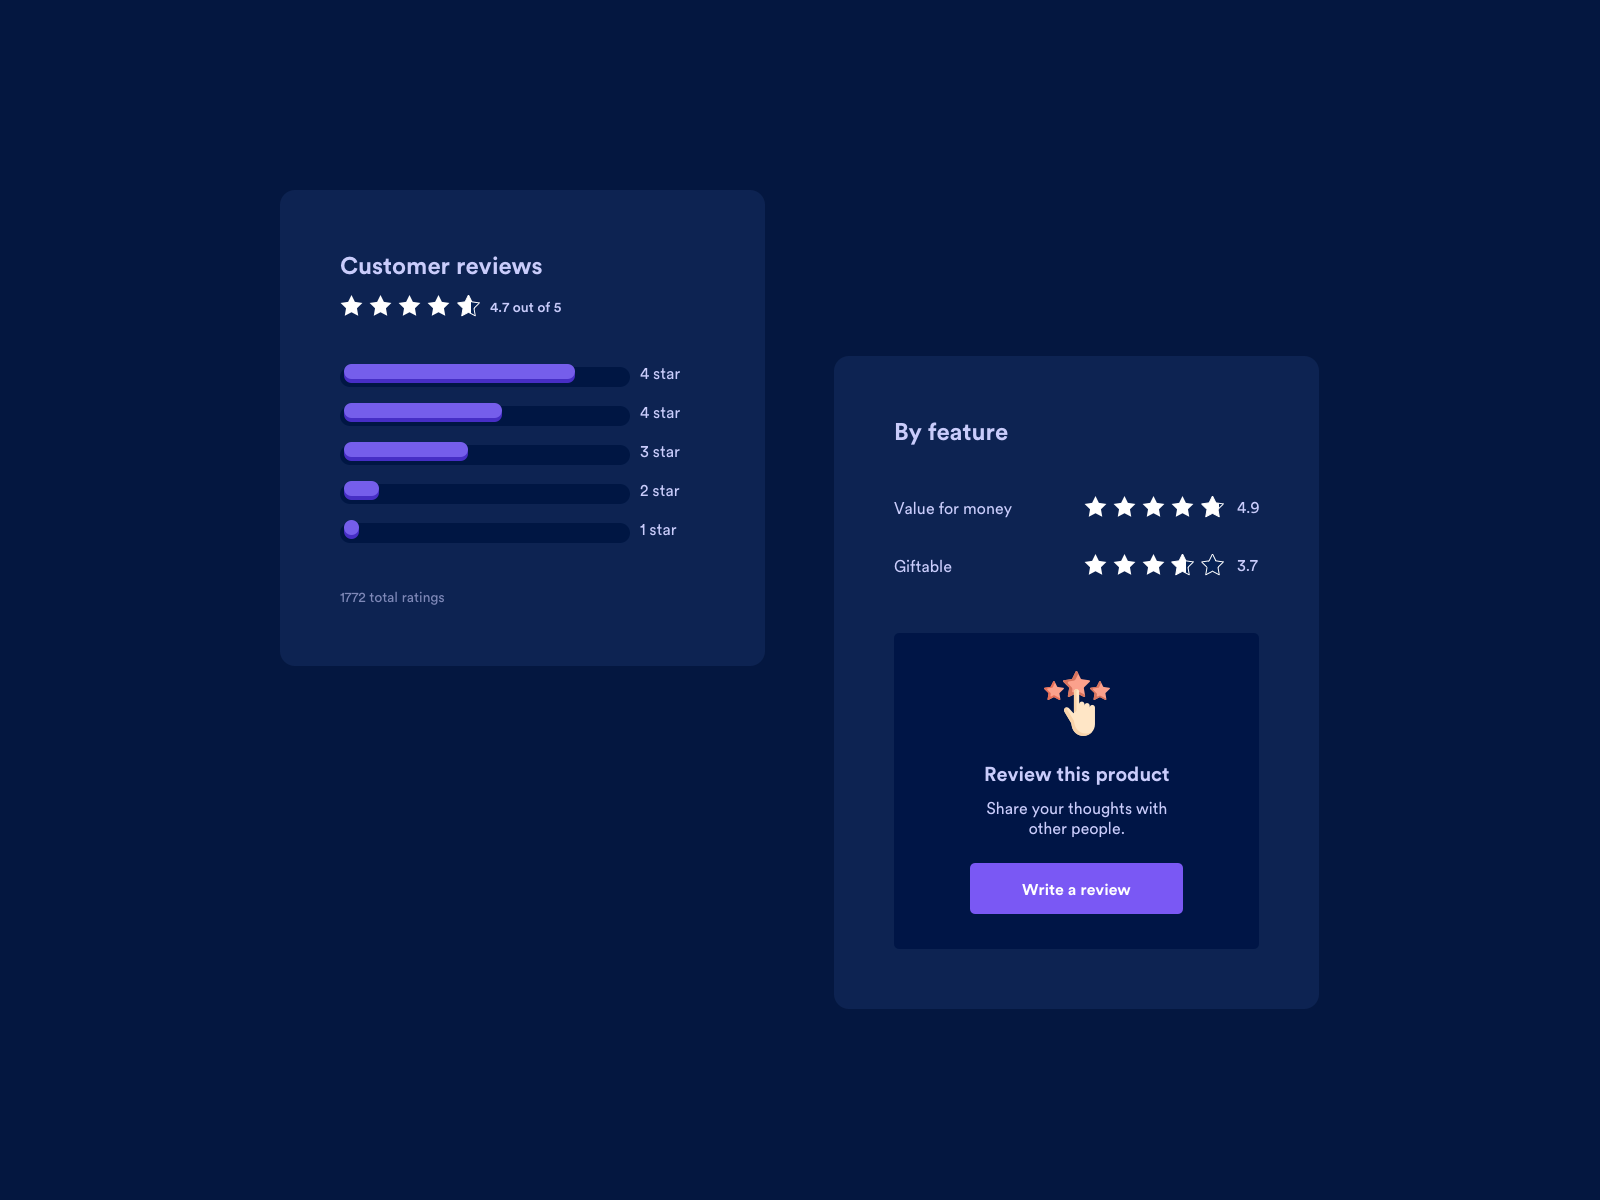 Customer reviews
4.7 out of 5
4 star
4 star
3 star
2 star
1 star
1772 total ratings
By feature
Value for money 4.9
Giftable 3.7
Review this product
Share your thoughts with
other people.
Write a review